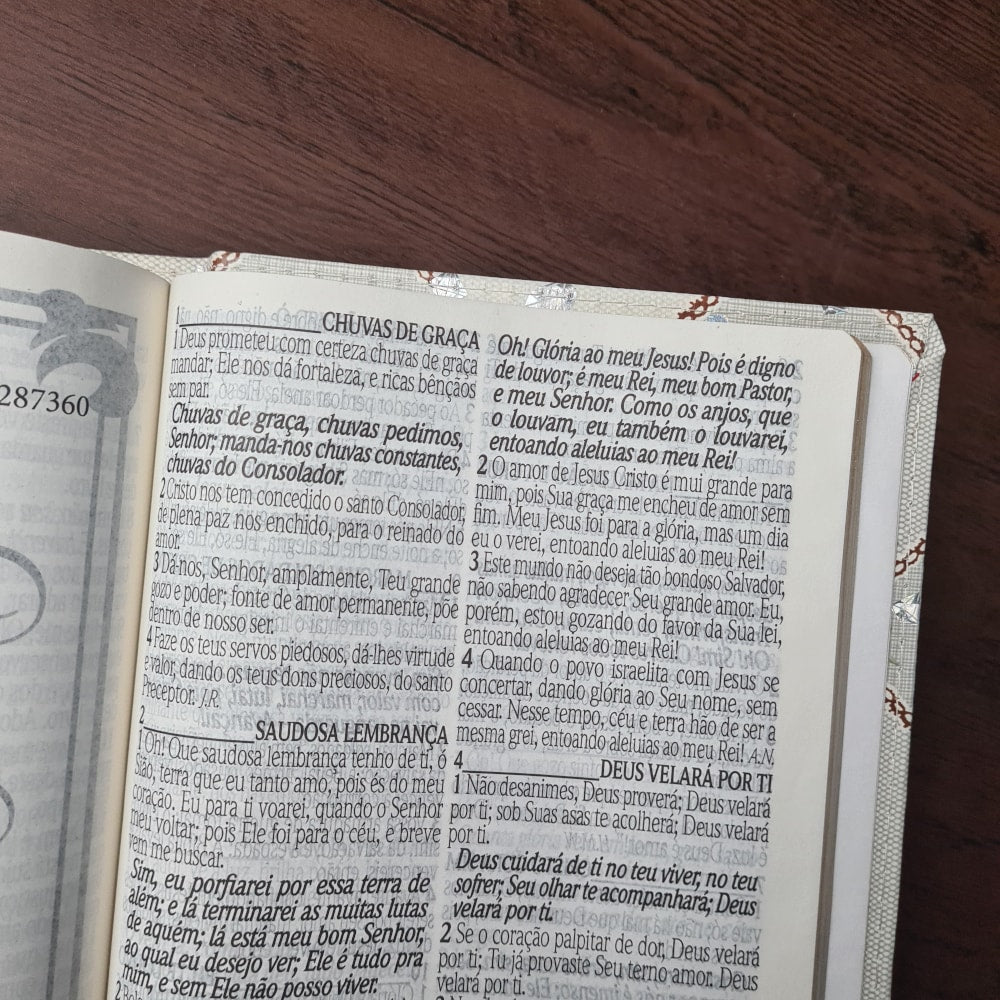 287360
1 CHUVAS DE GRAÇA
1 Deus prometeu com certeza chuvas de graça
mandar; Ele nos dá fortaleza, e ricas bênçãos
sem par.
Chuvas de graça, chuvas pedimos,
Senhor; manda-nos chuvas constantes,
chuvas do Consolador.
2 Cristo nos tem concedido o santo Consolador,
de plena paz nos enchido, para o reinado do
amor.
3 Dá-nos, Senhor, amplamente, Teu grande
gozo e poder; fonte de amor permanente, põe
dentro de nosso ser.
4 Faze os teus servos piedosos, dá-lhes virtude
e valor, dando os teus dons preciosos, do santo
Preceptor. J.R.
2 SAUDOSA LEMBRANÇA
1 Oh! Que saudosa lembrança tenho de ti, ó
Sião, terra que eu tanto amo, pois és do meu
coração. Eu para ti voarei, quando o Senhor
meu voltar; pois Ele foi para o céu, e breve
vem me buscar.
Sim, eu porfiarei por essa terra de
além; e lá terminarei as muitas lutas
de aquém; lá está meu bom Senhor,
ao qual eu desejo ver; Ele é tudo pra
mim, e sem Ele não posso viver.
2
Oh! Glória ao meu Jesus! Pois é digno
de louvor; é meu Rei, meu bom Pastor,
e meu Senhor. Como os anjos, que
o louvam, eu também o louvarei,
entoando aleluias ao meu Rei!
2 O amor de Jesus Cristo é mui grande para
mim, pois Sua graça me encheu de amor sem
fim. Meu Jesus foi para a glória, mas um dia
eu o verei, entoando aleluias ao meu Rei!
3 Este mundo não deseja tão bondoso Salvador,
não sabendo agradecer Seu grande amor. Eu,
porém, estou gozando do favor da Sua lei,
entoando aleluias ao meu Rei!
4 Quando o povo israelita com Jesus se
concertar, dando glória ao Seu nome, sem
cessar. Nesse tempo, céu e terra hão de ser a
mesma grei, entoando aleluias ao meu Rei! A.N.
4 DEUS VELARÁ POR TI
1 Não desanimes, Deus proverá; Deus velará
por ti; sob Suas asas te acolherá; Deus velará
por ti.
Deus cuidará de ti no teu viver, no teu
sofrer; Seu olhar te acompanhará; Deus
velará por ti.
2 Se o coração palpitar de dor, Deus velará
por ti; Tu já provaste Seu terno amor. Deus
velará por ti.